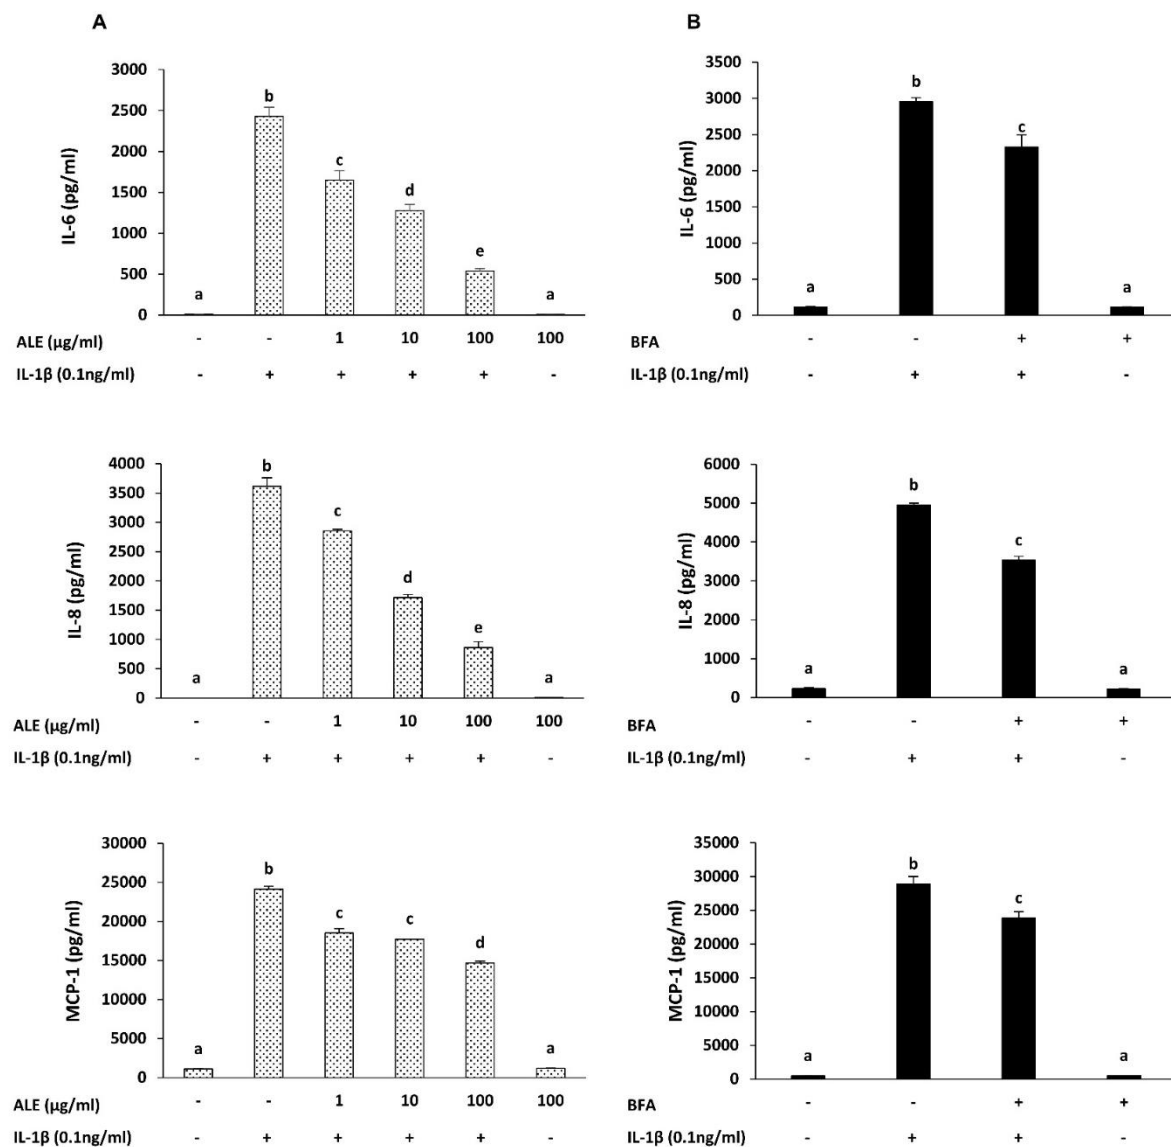 A
B
IL-6 (pg/ml)
3000
2500
2000
1500
1000
500
0
a
b
c
d
e
a
ALE (µg/ml) - - 1 10 100 100
IL-1β (0.1ng/ml) - + + + + -
IL-6 (pg/ml)
3500
3000
2500
2000
1500
1000
500
0
a
b
c
a
BFA - - + +
IL-1β (0.1ng/ml) - + + -
IL-8 (pg/ml)
4000
3500
3000
2500
2000
1500
1000
500
0
a
b
c
d
e
a
ALE (µg/ml) - - 1 10 100 100
IL-1β (0.1ng/ml) - + + + + -
IL-8 (pg/ml)
6000
5000
4000
3000
2000
1000
0
a
b
c
a
BFA - - + +
IL-1β (0.1ng/ml) - + + -
MCP-1 (pg/ml)
30000
25000
20000
15000
10000
5000
0
a
b
c
c
d
a
ALE (µg/ml) - - 1 10 100 100
IL-1β (0.1ng/ml) - + + + + -
MCP-1 (pg/ml)
35000
30000
25000
20000
15000
10000
5000
0
a
b
c
a
BFA - - + +
IL-1β (0.1ng/ml) - + + -